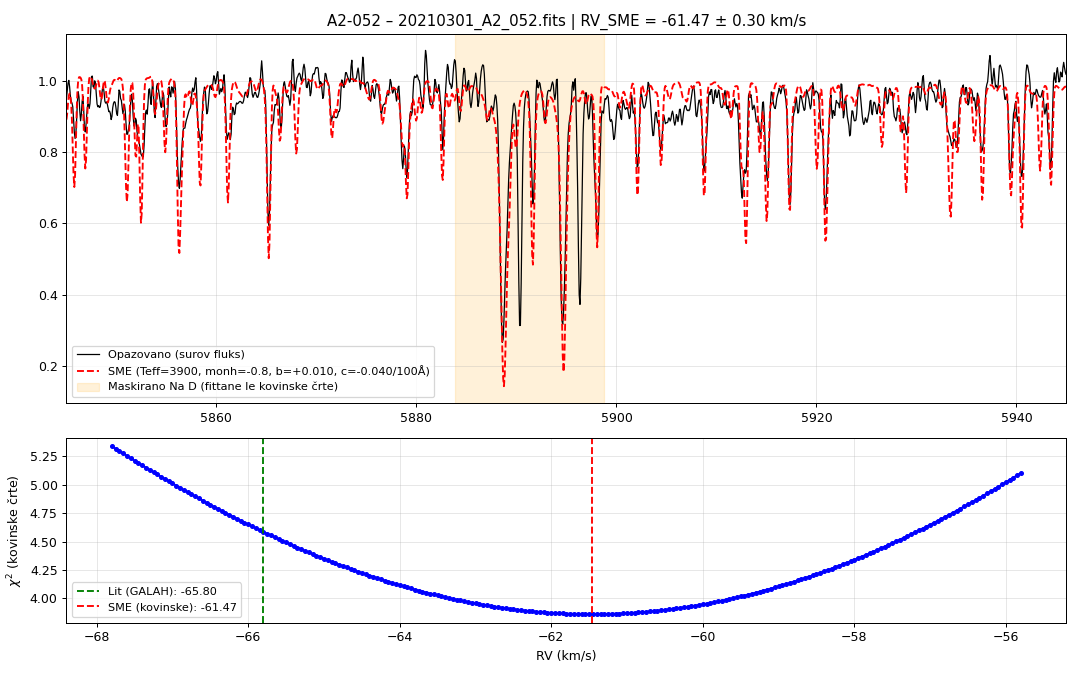 A2-052 – 20210301_A2_052.fits | RV_SME = -61.47 ± 0.30 km/s
1.0
0.8
0.6
0.4
0.2
Opazovano (surov fluks)
SME (Teff=3900, monh=-0.8, b=+0.010, c=-0.040/100Å)
Maskirano Na D (fittane le kovinske črte)
5860 5880 5900 5920 5940
5.25
5.00
4.75
4.50
4.25
4.00
χ² (kovinske črte)
Lit (GALAH): -65.80
SME (kovinske): -61.47
−68 −66 −64 −62 −60 −58 −56
RV (km/s)